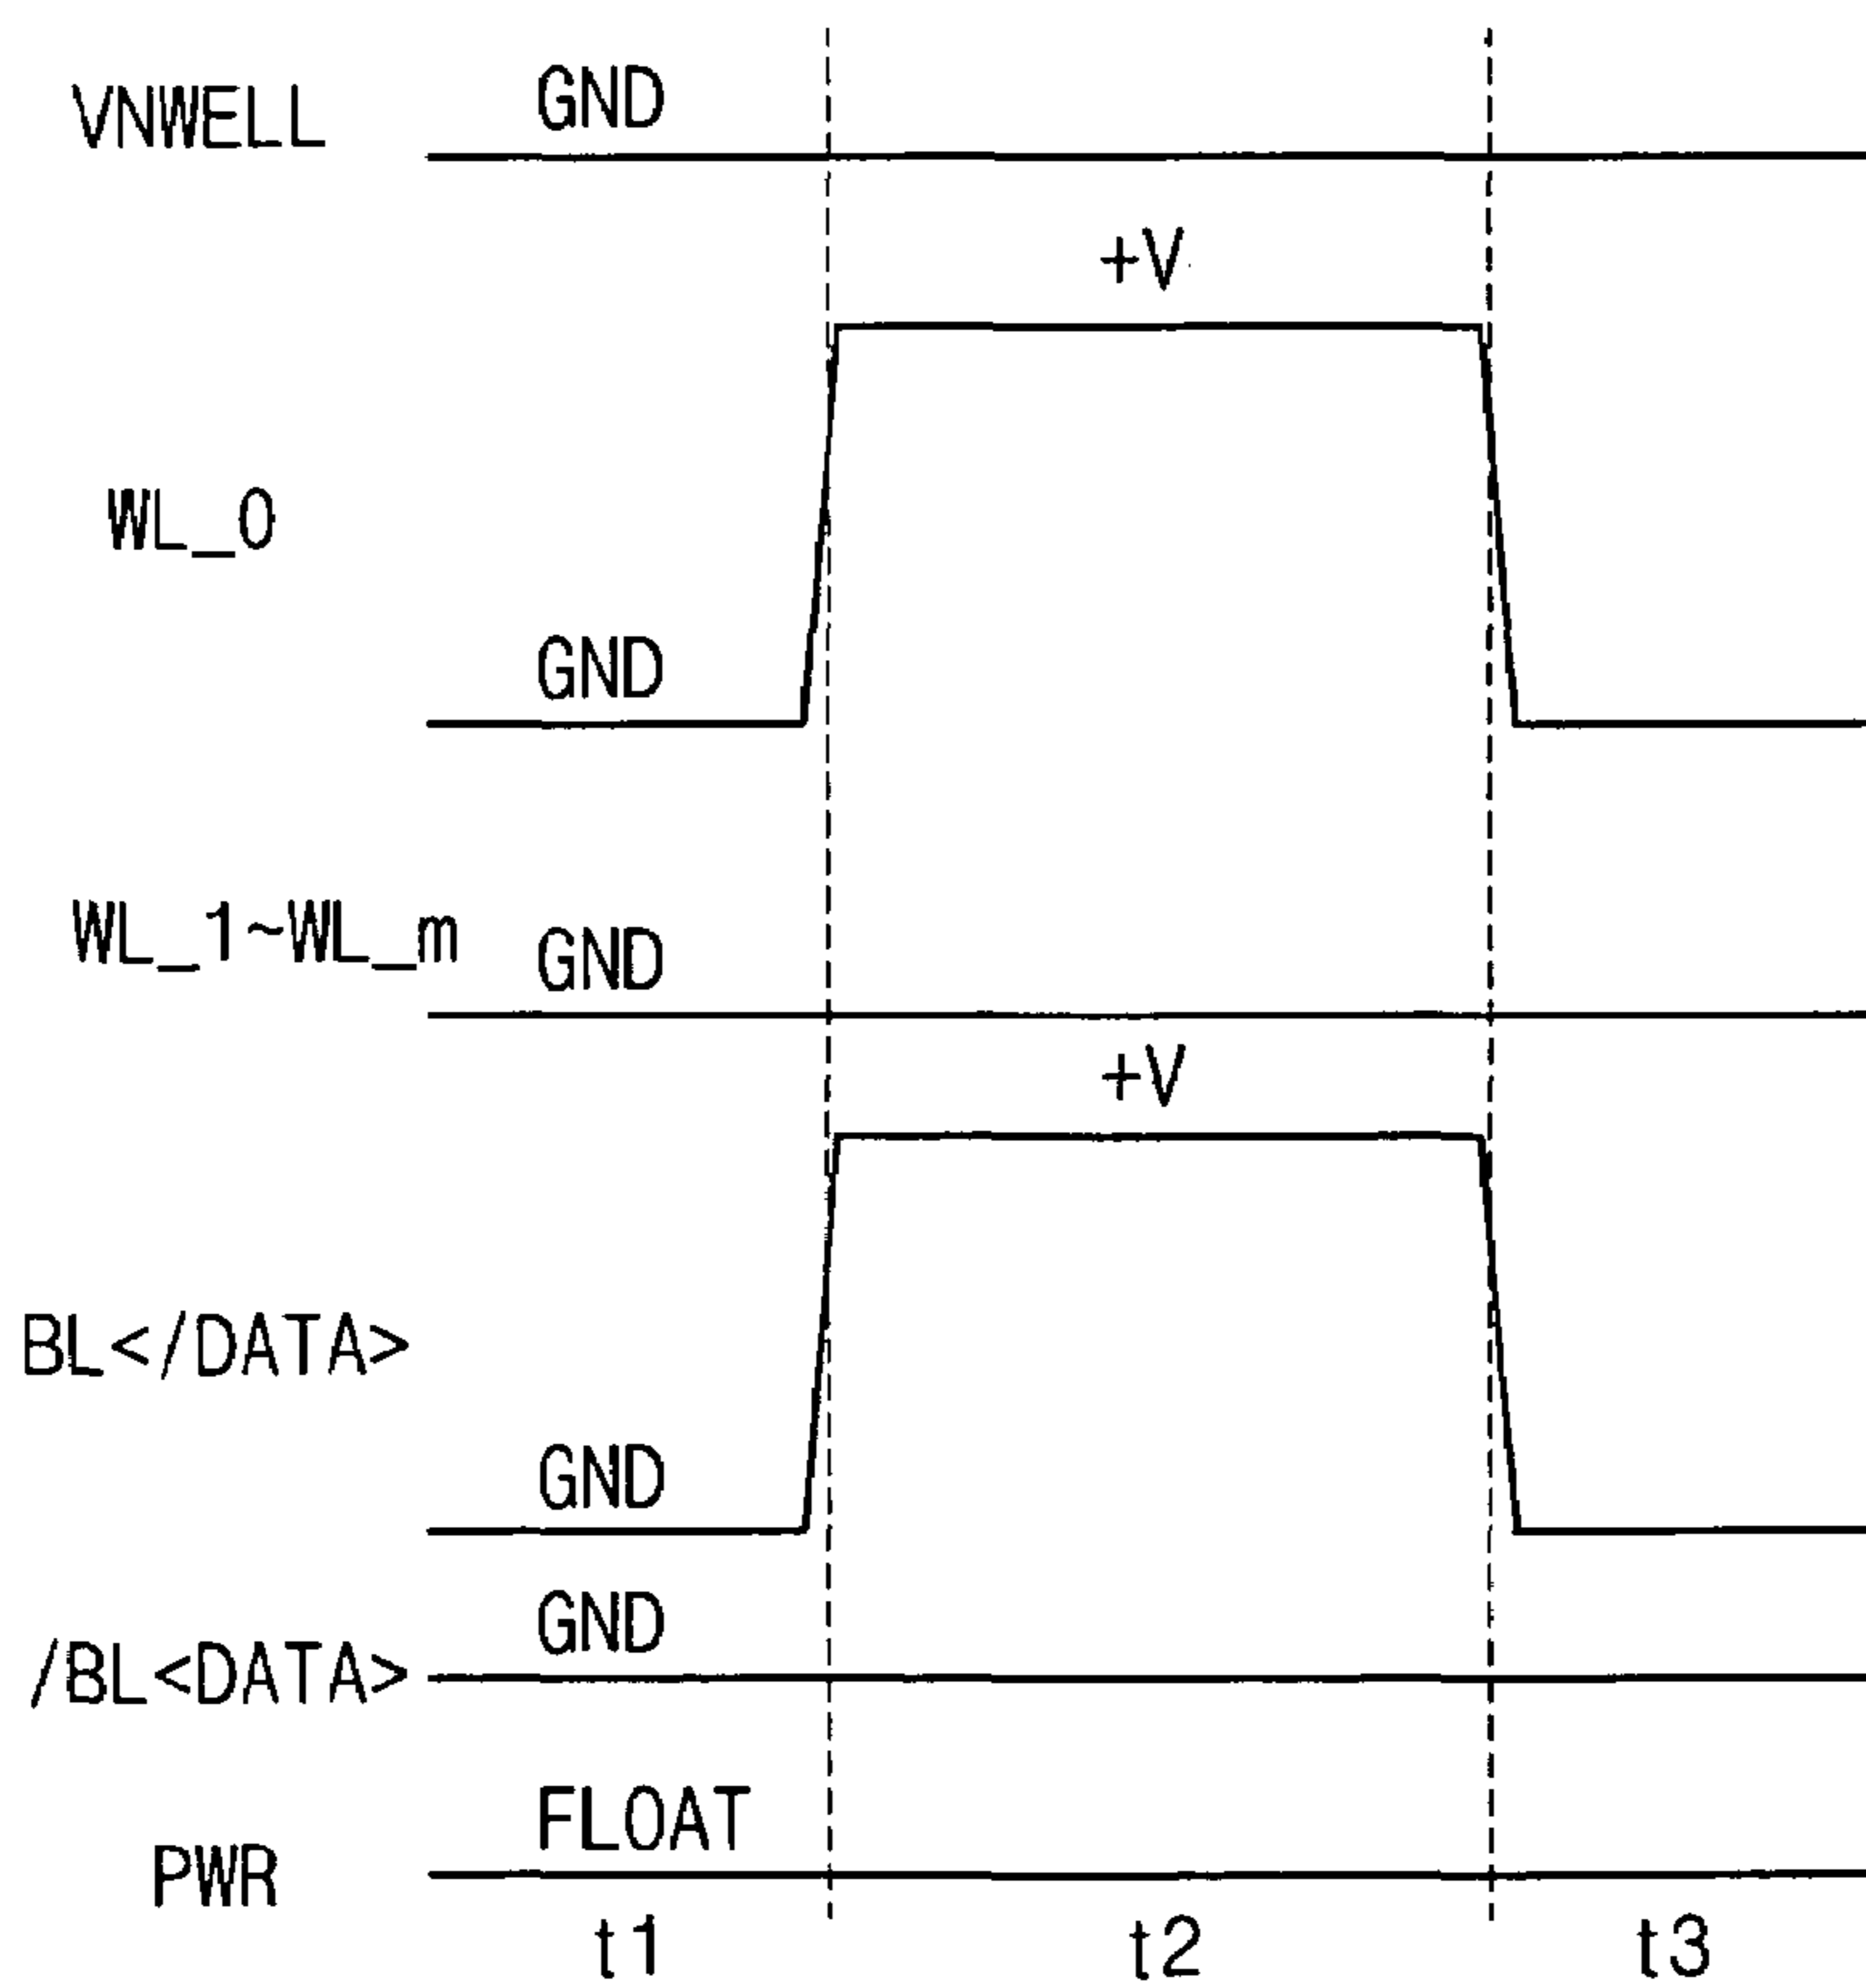 VNWELL GND
+V
WL_0
GND
WL_1~WL_m GND
+V
BL</DATA>
GND
GND
/BL<DATA>
FLOAT
PWR
t1 t2 t3